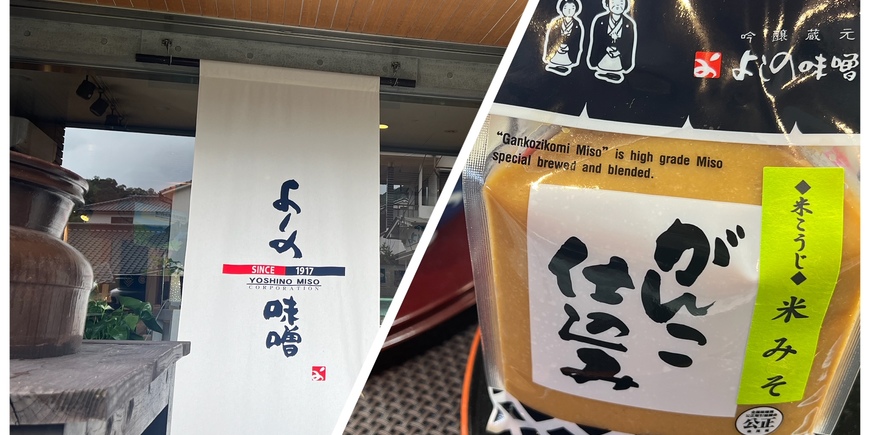 よしの
SINCE 1917
YOSHINO MISO
CORPORATION
味噌
よ
吟醸蔵元
よ よしの味噌
"Gankozikomi Miso" is high grade Miso
special brewed and blended.
がんこ
仕込み
◆米こうじ◆ 米みそ
公正